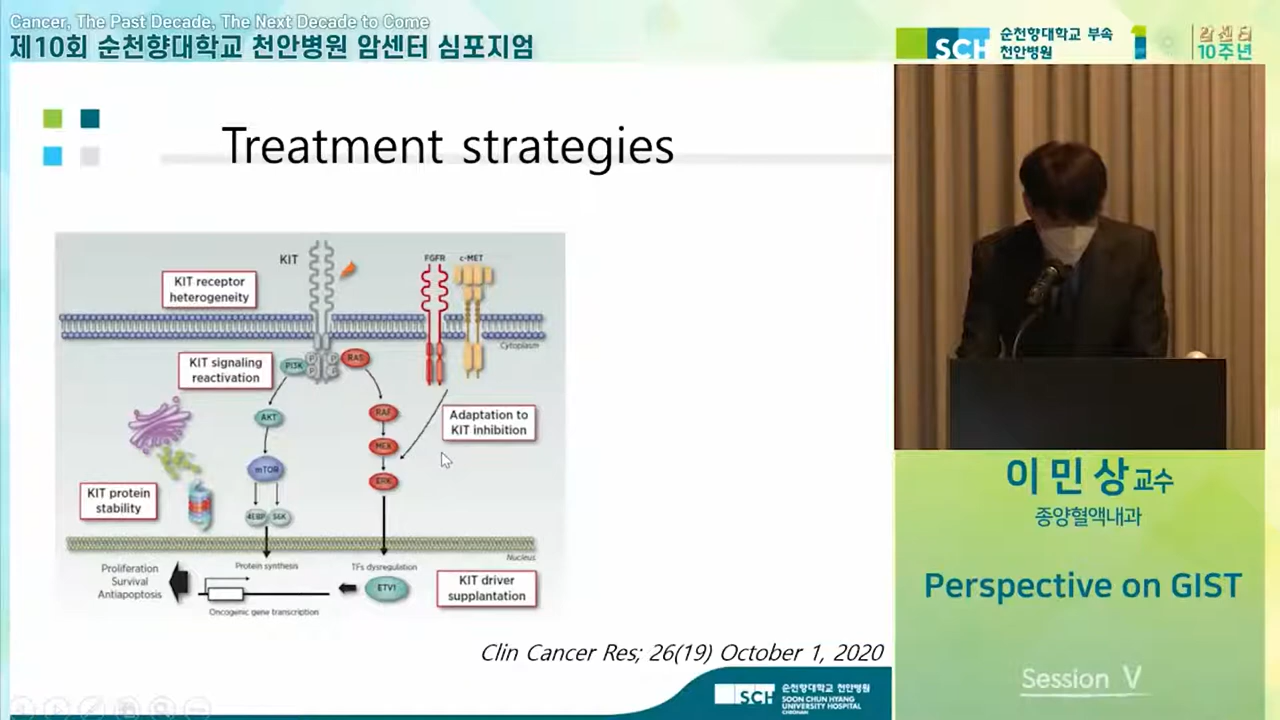 Cancer, The Past Decade, The Next Decade to Come
제10회 순천향대학교 천안병원 암센터 심포지엄
SCH
순천향대학교 부속
천안병원
1
암센터
10주년
Treatment strategies
KIT
FGFR
c-MET
KIT receptor
heterogeneity
Cytoplasm
KIT signaling
reactivation
PI3K
P
P
P
P
RAS
AKT
RAF
Adaptation to
KIT inhibition
MEK
mTOR
ERK
KIT protein
stability
4EBP
S6K
Nucleus
Proliferation
Survival
Antiapoptosis
Protein synthesis
TFs dysregulation
ETV1
KIT driver
supplantation
Oncogenic gene transcription
Clin Cancer Res; 26(19) October 1, 2020
SCH
순천향대학교 천안병원
SOON CHUN HYANG
UNIVERSITY HOSPITAL
CHEONAN
이민상 교수
종양혈액내과
Perspective on GIST
Session V